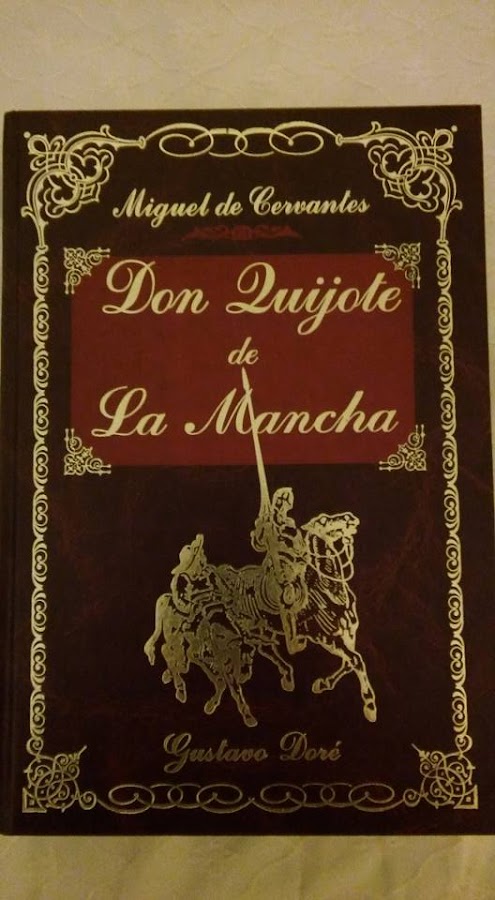 Miguel de Cervantes
Don Quijote
de
La Mancha
Gustavo Doré